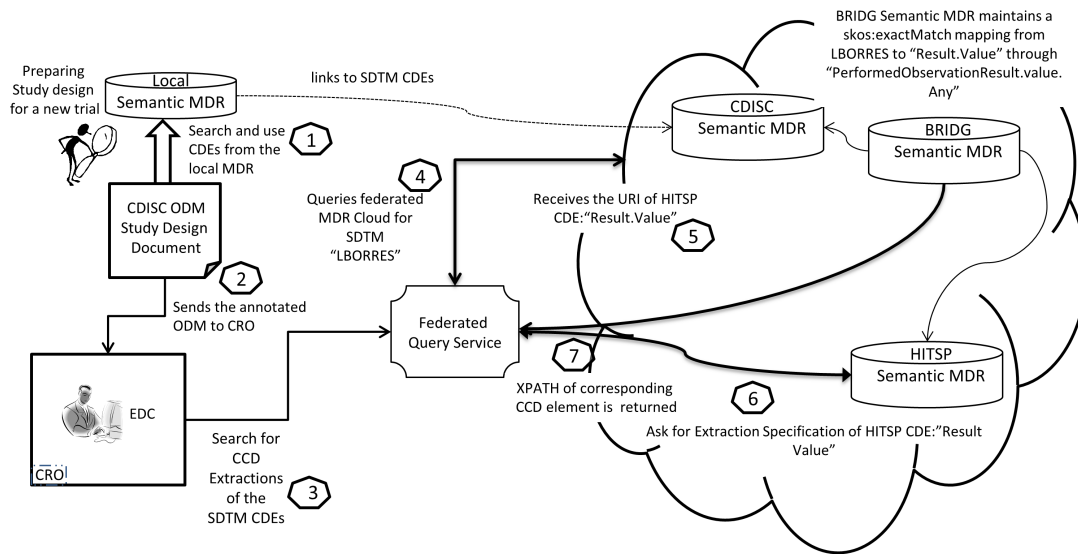 BRIDG Semantic MDR maintains a
skos:exactMatch mapping from
LBORRES to "Result.Value" through
"PerformedObservationResult.value.
Any"
Preparing
Study design
for a new trial
Local
Semantic MDR
links to SDTM CDEs
CDISC
Semantic MDR
BRIDG
Semantic MDR
Search and use
CDEs from the
local MDR
1
4
Queries federated
MDR Cloud for
SDTM
"LBORRES"
Receives the URI of HITSP
CDE:"Result.Value"
5
CDISC ODM
Study Design
Document
2
Sends the annotated
ODM to CRO
Federated
Query Service
HITSP
Semantic MDR
7
XPATH of corresponding
CCD element is returned
6
Ask for Extraction Specification of HITSP CDE:"Result
Value"
EDC
CRO
Search for
CCD
Extractions
of the
SDTM CDEs
3